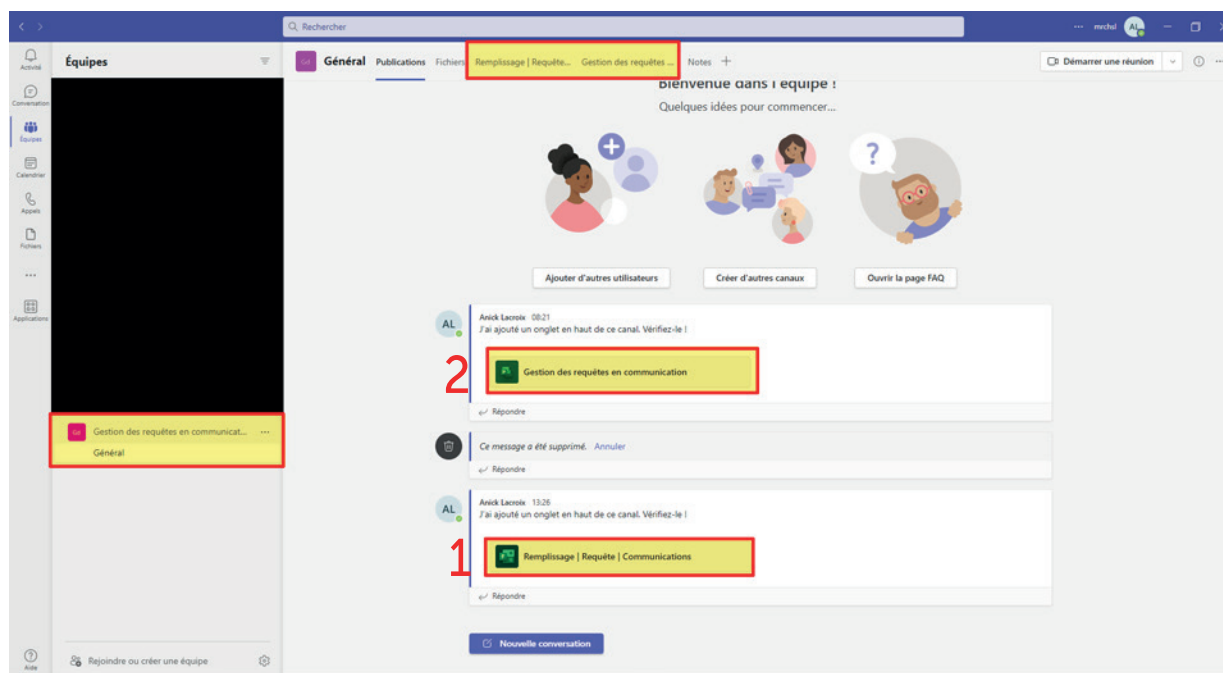 Rechercher
mrchsl
AL
Activité
Conversation
Équipes
Calendrier
Appels
Fichiers
Applications
Aide
Équipes
Gestion des requêtes en communicat...
Général
Rejoindre ou créer une équipe
Gd
Général Publications Fichiers Remplissage | Requête... Gestion des requêtes ... Notes +
Démarrer une réunion
Bienvenue dans l'équipe !
Quelques idées pour commencer...
?
Ajouter d'autres utilisateurs
Créer d'autres canaux
Ouvrir la page FAQ
AL
Anick Lacroix 08:21
J'ai ajouté un onglet en haut de ce canal. Vérifiez-le !
2
Gestion des requêtes en communication
Répondre
Ce message a été supprimé. Annuler
Répondre
AL
Anick Lacroix 13:26
J'ai ajouté un onglet en haut de ce canal. Vérifiez-le !
1
Remplissage | Requête | Communications
Répondre
Nouvelle conversation